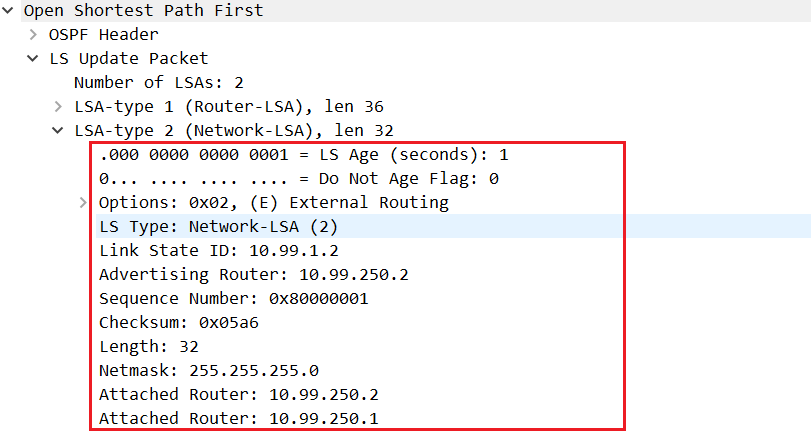 Open Shortest Path First
OSPF Header
LS Update Packet
Number of LSAs: 2
LSA-type 1 (Router-LSA), len 36
LSA-type 2 (Network-LSA), len 32
.000 0000 0000 0001 = LS Age (seconds): 1
0... .... .... .... = Do Not Age Flag: 0
Options: 0x02, (E) External Routing
LS Type: Network-LSA (2)
Link State ID: 10.99.1.2
Advertising Router: 10.99.250.2
Sequence Number: 0x80000001
Checksum: 0x05a6
Length: 32
Netmask: 255.255.255.0
Attached Router: 10.99.250.2
Attached Router: 10.99.250.1